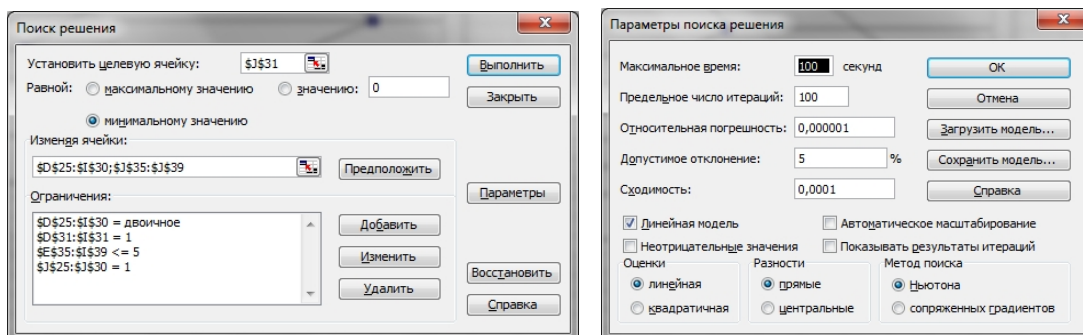 Поиск решения
Установить целевую ячейку: $J$31 Выполнить
Равной: максимальному значению значению: 0 Закрыть
минимальному значению
Изменяя ячейки:
$D$25:$I$30;$J$35:$J$39 Предположить
Ограничения: Параметры
$D$25:$I$30 = двоичное Добавить
$D$31:$I$31 = 1
$E$35:$I$39 <= 5 Изменить
$J$25:$J$30 = 1
Восстановить
Удалить
Справка
Параметры поиска решения
Максимальное время: 100 секунд OK
Предельное число итераций: 100 Отмена
Относительная погрешность: 0,000001 Загрузить модель...
Допустимое отклонение: 5 % Сохранить модель...
Сходимость: 0,0001 Справка
Линейная модель Автоматическое масштабирование
Неотрицательные значения Показывать результаты итераций
Оценки Разности Метод поиска
линейная прямые Ньютона
квадратичная центральные сопряженных градиентов